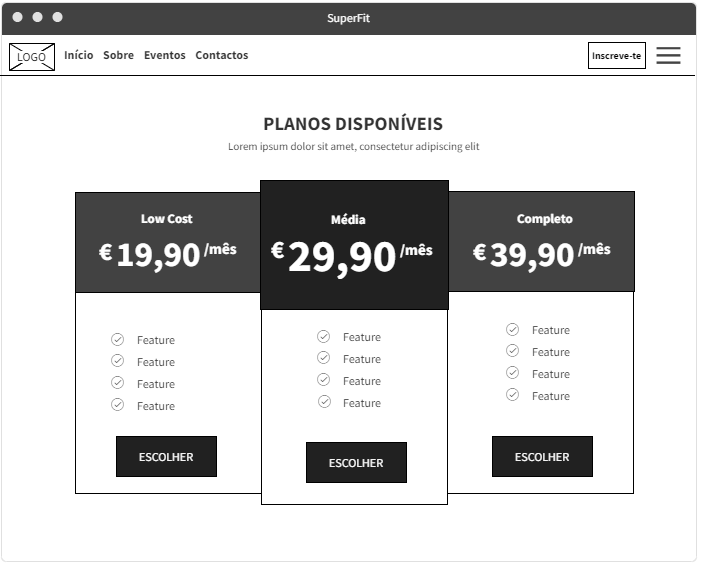 SuperFit
LOGO
Início Sobre Eventos Contactos
Inscreve-te
PLANOS DISPONÍVEIS
Lorem ipsum dolor sit amet, consectetur adipiscing elit
Low Cost
€ 19,90 /mês
Feature
Feature
Feature
Feature
ESCOLHER
Média
€ 29,90 /mês
Feature
Feature
Feature
Feature
ESCOLHER
Completo
€ 39,90 /mês
Feature
Feature
Feature
Feature
ESCOLHER